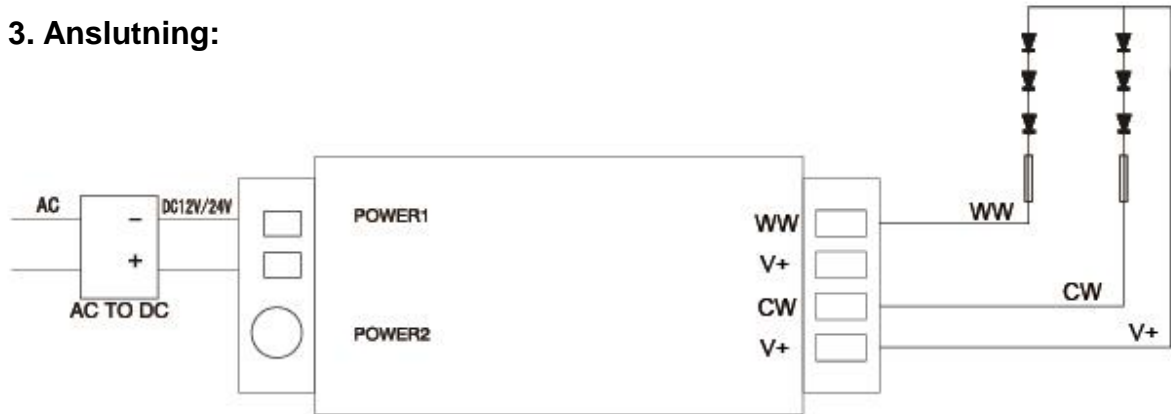 3. Anslutning:
AC
DC12V/24V
−
+
AC TO DC
POWER1
POWER2
WW
V+
CW
V+
WW
CW
V+